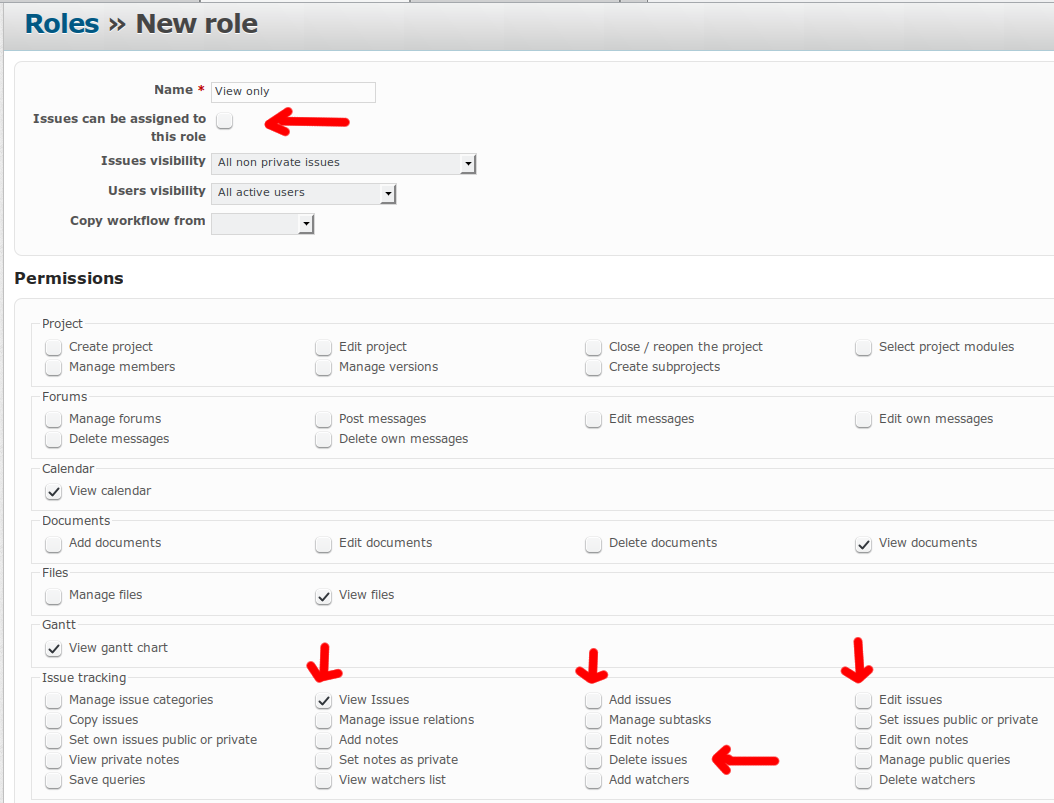 Roles » New role
Name * View only
Issues can be assigned to
this role
Issues visibility All non private issues
Users visibility All active users
Copy workflow from
Permissions
Project
Create project Edit project Close / reopen the project Select project modules
Manage members Manage versions Create subprojects
Forums
Manage forums Post messages Edit messages Edit own messages
Delete messages Delete own messages
Calendar
View calendar
Documents
Add documents Edit documents Delete documents View documents
Files
Manage files View files
Gantt
View gantt chart
Issue tracking
Manage issue categories View Issues Add issues Edit issues
Copy issues Manage issue relations Manage subtasks Set issues public or private
Set own issues public or private Add notes Edit notes Edit own notes
View private notes Set notes as private Delete issues Manage public queries
Save queries View watchers list Add watchers Delete watchers